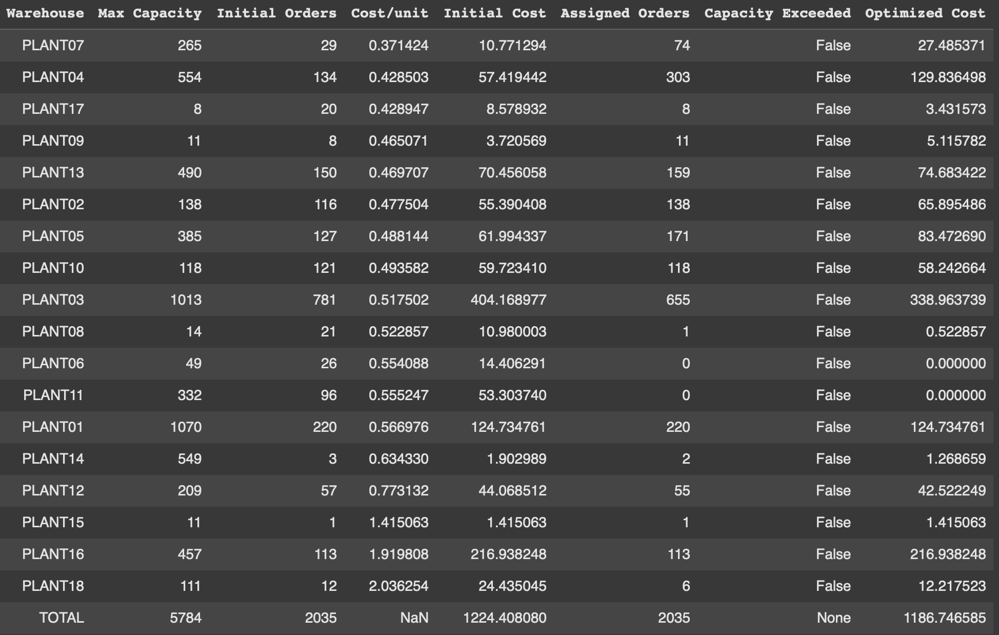 Warehouse Max Capacity Initial Orders Cost/unit Initial Cost Assigned Orders Capacity Exceeded Optimized Cost
PLANT07 265 29 0.371424 10.771294 74 False 27.485371
PLANT04 554 134 0.428503 57.419442 303 False 129.836498
PLANT17 8 20 0.428947 8.578932 8 False 3.431573
PLANT09 11 8 0.465071 3.720569 11 False 5.115782
PLANT13 490 150 0.469707 70.456058 159 False 74.683422
PLANT02 138 116 0.477504 55.390408 138 False 65.895486
PLANT05 385 127 0.488144 61.994337 171 False 83.472690
PLANT10 118 121 0.493582 59.723410 118 False 58.242664
PLANT03 1013 781 0.517502 404.168977 655 False 338.963739
PLANT08 14 21 0.522857 10.980003 1 False 0.522857
PLANT06 49 26 0.554088 14.406291 0 False 0.000000
PLANT11 332 96 0.555247 53.303740 0 False 0.000000
PLANT01 1070 220 0.566976 124.734761 220 False 124.734761
PLANT14 549 3 0.634330 1.902989 2 False 1.268659
PLANT12 209 57 0.773132 44.068512 55 False 42.522249
PLANT15 11 1 1.415063 1.415063 1 False 1.415063
PLANT16 457 113 1.919808 216.938248 113 False 216.938248
PLANT18 111 12 2.036254 24.435045 6 False 12.217523
TOTAL 5784 2035 NaN 1224.408080 2035 None 1186.746585